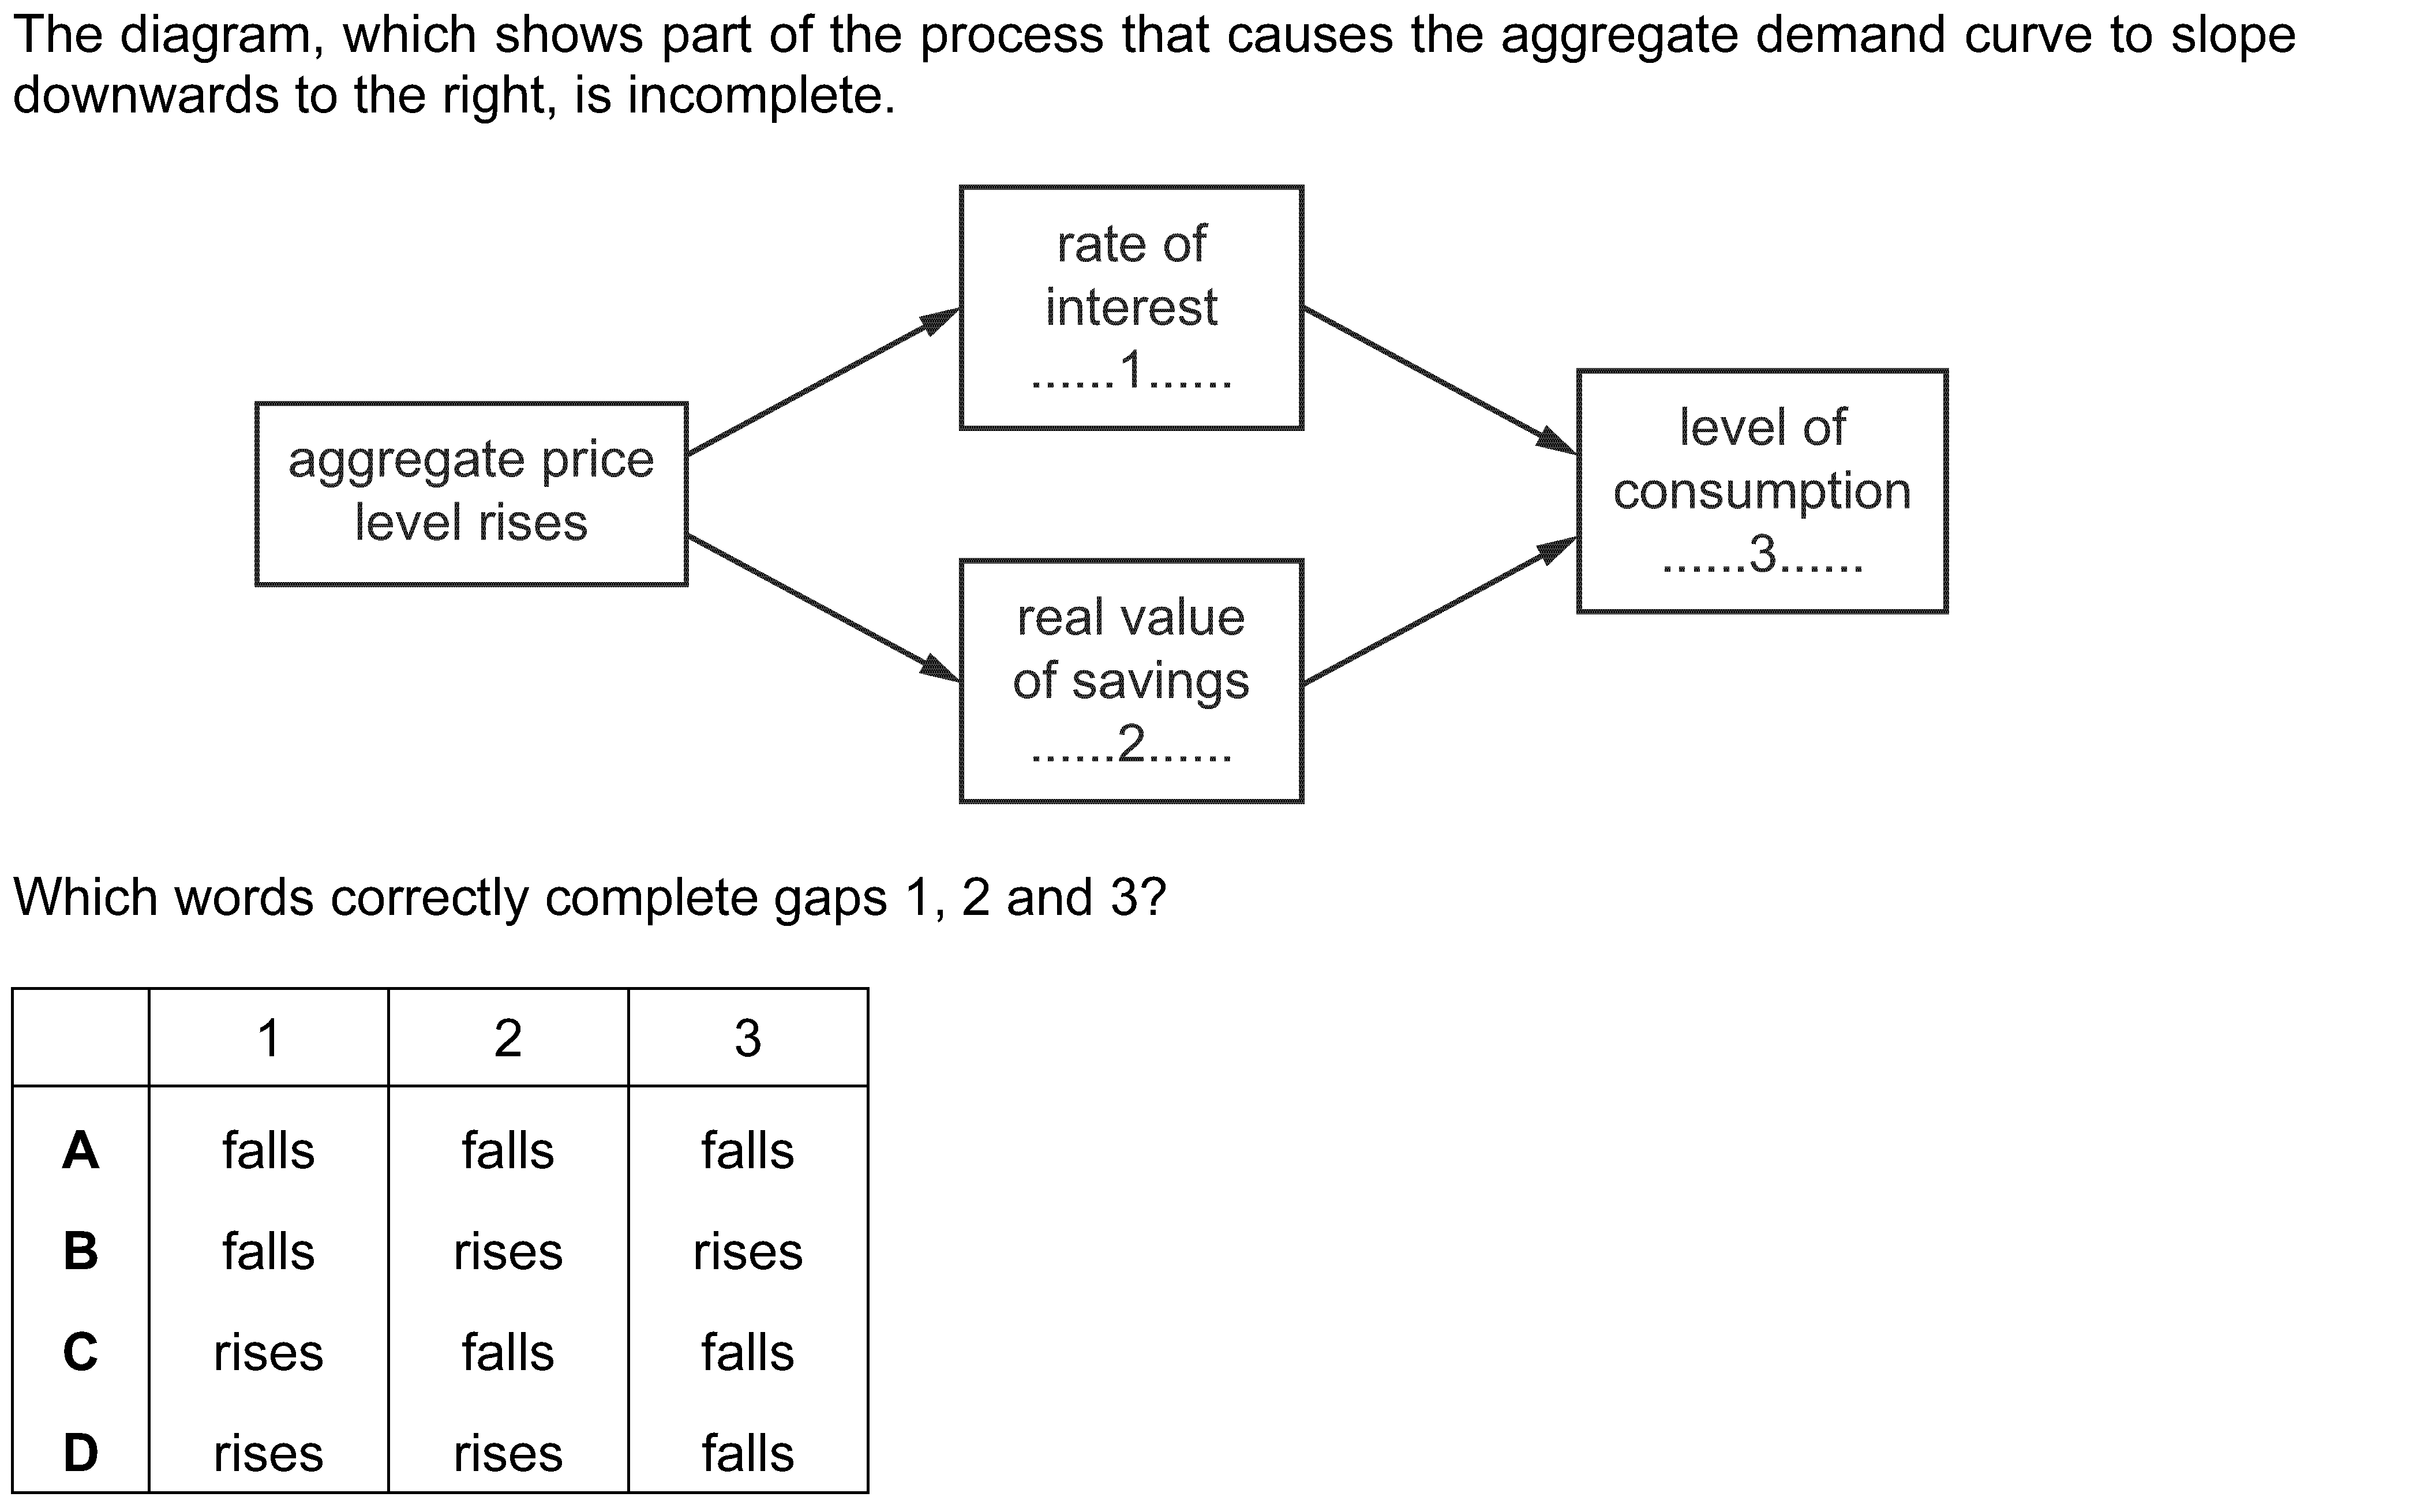 The diagram, which shows part of the process that causes the aggregate demand curve to slope
downwards to the right, is incomplete.
rate of
interest
......1......
aggregate price
level rises
level of
consumption
......3......
real value
of savings
......2......
Which words correctly complete gaps 1, 2 and 3?
1 2 3
A falls falls falls
B falls rises rises
C rises falls falls
D rises rises falls